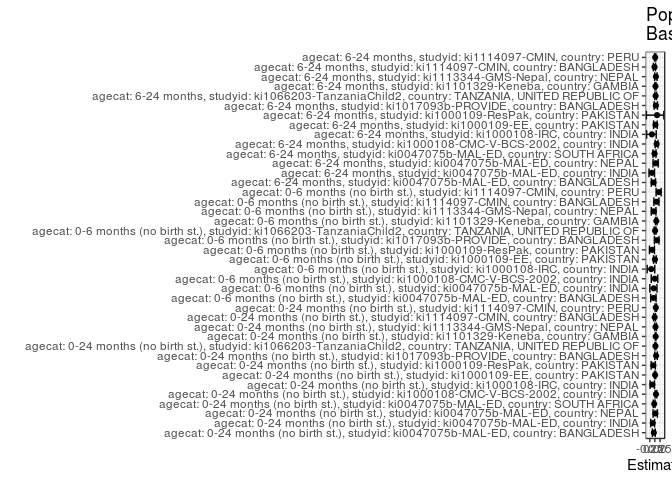 Pop
Bas
agecat: 6-24 months, studyid: ki1114097-CMIN, country: PERU
agecat: 6-24 months, studyid: ki1114097-CMIN, country: BANGLADESH
agecat: 6-24 months, studyid: ki1113344-GMS-Nepal, country: NEPAL
agecat: 6-24 months, studyid: ki1101329-Keneba, country: GAMBIA
agecat: 6-24 months, studyid: ki1066203-TanzaniaChild2, country: TANZANIA, UNITED REPUBLIC OF
agecat: 6-24 months, studyid: ki1017093b-PROVIDE, country: BANGLADESH
agecat: 6-24 months, studyid: ki1000109-ResPak, country: PAKISTAN
agecat: 6-24 months, studyid: ki1000109-EE, country: PAKISTAN
agecat: 6-24 months, studyid: ki1000108-IRC, country: INDIA
agecat: 6-24 months, studyid: ki1000108-CMC-V-BCS-2002, country: INDIA
agecat: 6-24 months, studyid: ki0047075b-MAL-ED, country: SOUTH AFRICA
agecat: 6-24 months, studyid: ki0047075b-MAL-ED, country: NEPAL
agecat: 6-24 months, studyid: ki0047075b-MAL-ED, country: INDIA
agecat: 6-24 months, studyid: ki0047075b-MAL-ED, country: BANGLADESH
agecat: 0-6 months (no birth st.), studyid: ki1114097-CMIN, country: PERU
agecat: 0-6 months (no birth st.), studyid: ki1114097-CMIN, country: BANGLADESH
agecat: 0-6 months (no birth st.), studyid: ki1113344-GMS-Nepal, country: NEPAL
agecat: 0-6 months (no birth st.), studyid: ki1101329-Keneba, country: GAMBIA
agecat: 0-6 months (no birth st.), studyid: ki1066203-TanzaniaChild2, country: TANZANIA, UNITED REPUBLIC OF
agecat: 0-6 months (no birth st.), studyid: ki1017093b-PROVIDE, country: BANGLADESH
agecat: 0-6 months (no birth st.), studyid: ki1000109-ResPak, country: PAKISTAN
agecat: 0-6 months (no birth st.), studyid: ki1000109-EE, country: PAKISTAN
agecat: 0-6 months (no birth st.), studyid: ki1000108-IRC, country: INDIA
agecat: 0-6 months (no birth st.), studyid: ki1000108-CMC-V-BCS-2002, country: INDIA
agecat: 0-6 months (no birth st.), studyid: ki0047075b-MAL-ED, country: INDIA
agecat: 0-6 months (no birth st.), studyid: ki0047075b-MAL-ED, country: BANGLADESH
agecat: 0-24 months (no birth st.), studyid: ki1114097-CMIN, country: PERU
agecat: 0-24 months (no birth st.), studyid: ki1114097-CMIN, country: BANGLADESH
agecat: 0-24 months (no birth st.), studyid: ki1113344-GMS-Nepal, country: NEPAL
agecat: 0-24 months (no birth st.), studyid: ki1101329-Keneba, country: GAMBIA
agecat: 0-24 months (no birth st.), studyid: ki1066203-TanzaniaChild2, country: TANZANIA, UNITED REPUBLIC OF
agecat: 0-24 months (no birth st.), studyid: ki1017093b-PROVIDE, country: BANGLADESH
agecat: 0-24 months (no birth st.), studyid: ki1000109-ResPak, country: PAKISTAN
agecat: 0-24 months (no birth st.), studyid: ki1000109-EE, country: PAKISTAN
agecat: 0-24 months (no birth st.), studyid: ki1000108-IRC, country: INDIA
agecat: 0-24 months (no birth st.), studyid: ki1000108-CMC-V-BCS-2002, country: INDIA
agecat: 0-24 months (no birth st.), studyid: ki0047075b-MAL-ED, country: SOUTH AFRICA
agecat: 0-24 months (no birth st.), studyid: ki0047075b-MAL-ED, country: NEPAL
agecat: 0-24 months (no birth st.), studyid: ki0047075b-MAL-ED, country: INDIA
agecat: 0-24 months (no birth st.), studyid: ki0047075b-MAL-ED, country: BANGLADESH
Estima